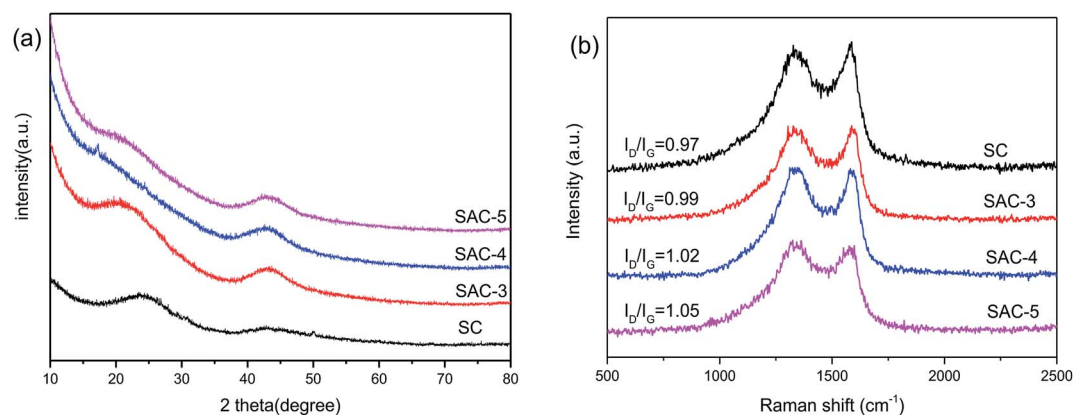 (a)
intensity(a.u.)
SAC-5
SAC-4
SAC-3
SC
10 20 30 40 50 60 70 80
2 theta(degree)
(b)
Intensity (a.u.)
I_D/I_G=0.97 SC
I_D/I_G=0.99 SAC-3
I_D/I_G=1.02 SAC-4
I_D/I_G=1.05 SAC-5
500 1000 1500 2000 2500
Raman shift (cm⁻¹)